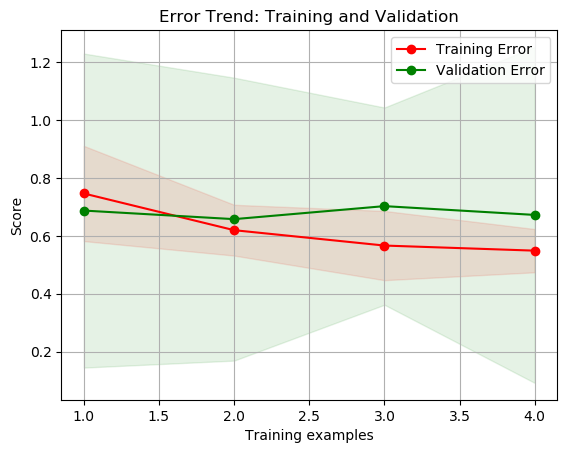 Error Trend: Training and Validation
Training Error
Validation Error
1.2
1.0
0.8
0.6
0.4
0.2
Score
1.0 1.5 2.0 2.5 3.0 3.5 4.0
Training examples